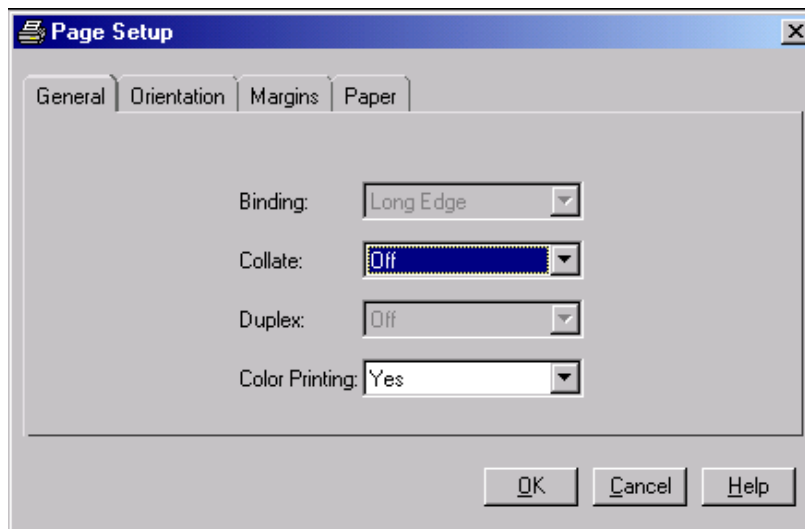 Page Setup
General Orientation Margins Paper
Binding: Long Edge
Collate: Off
Duplex: Off
Color Printing: Yes
OK Cancel Help